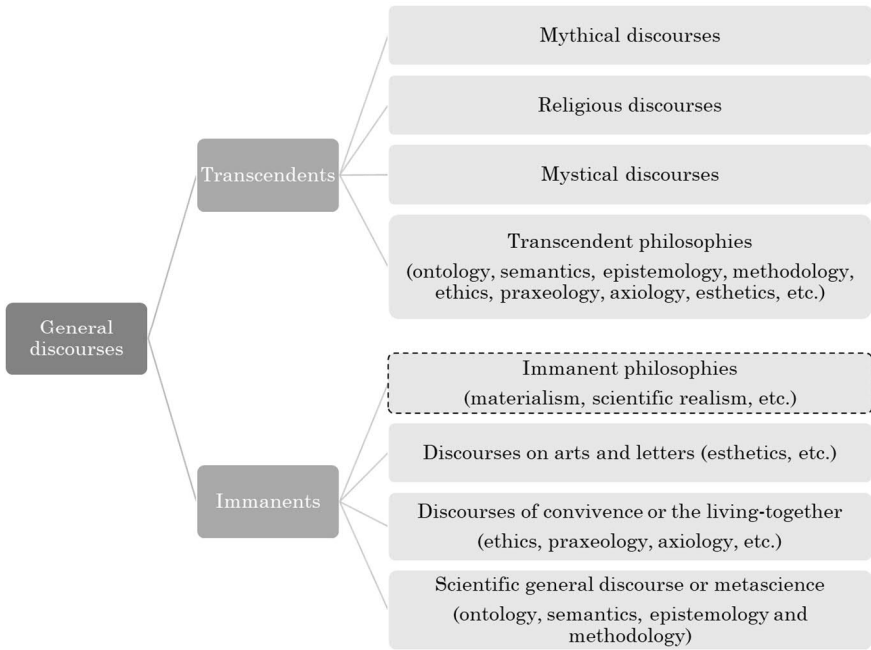 General
discourses
Transcendents
Mythical discourses
Religious discourses
Mystical discourses
Transcendent philosophies
(ontology, semantics, epistemology, methodology,
ethics, praxeology, axiology, esthetics, etc.)
Immanents
Immanent philosophies
(materialism, scientific realism, etc.)
Discourses on arts and letters (esthetics, etc.)
Discourses of convivence or the living-together
(ethics, praxeology, axiology, etc.)
Scientific general discourse or metascience
(ontology, semantics, epistemology and
methodology)